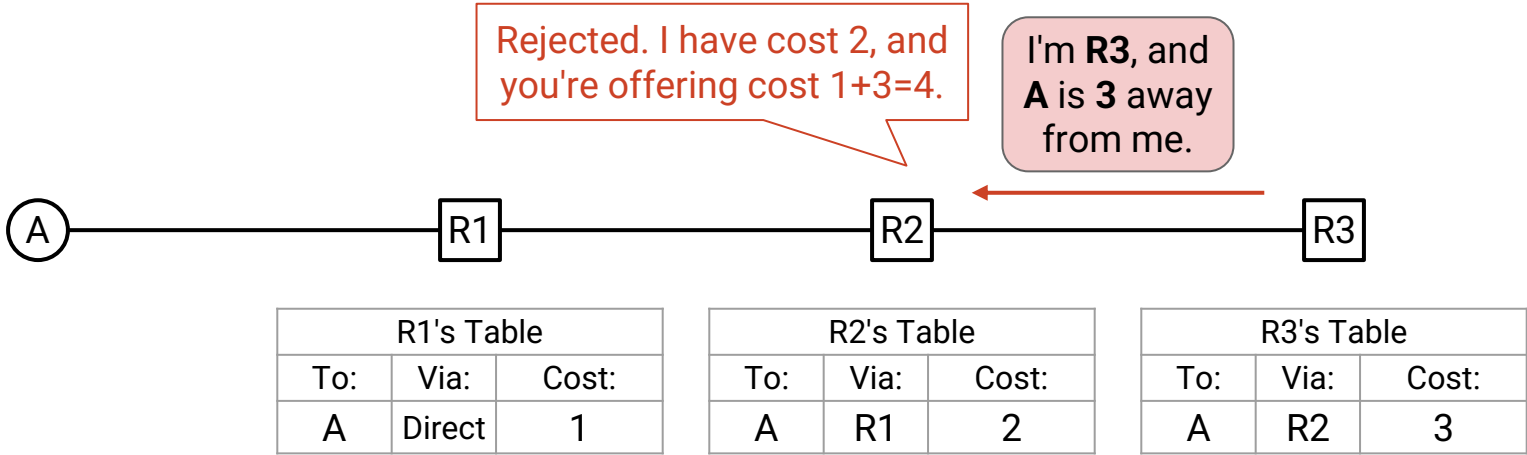 Rejected. I have cost 2, and
you're offering cost 1+3=4.
I'm R3, and
A is 3 away
from me.
A
R1
R2
R3
R1's Table
To: Via: Cost:
A Direct 1
R2's Table
To: Via: Cost:
A R1 2
R3's Table
To: Via: Cost:
A R2 3